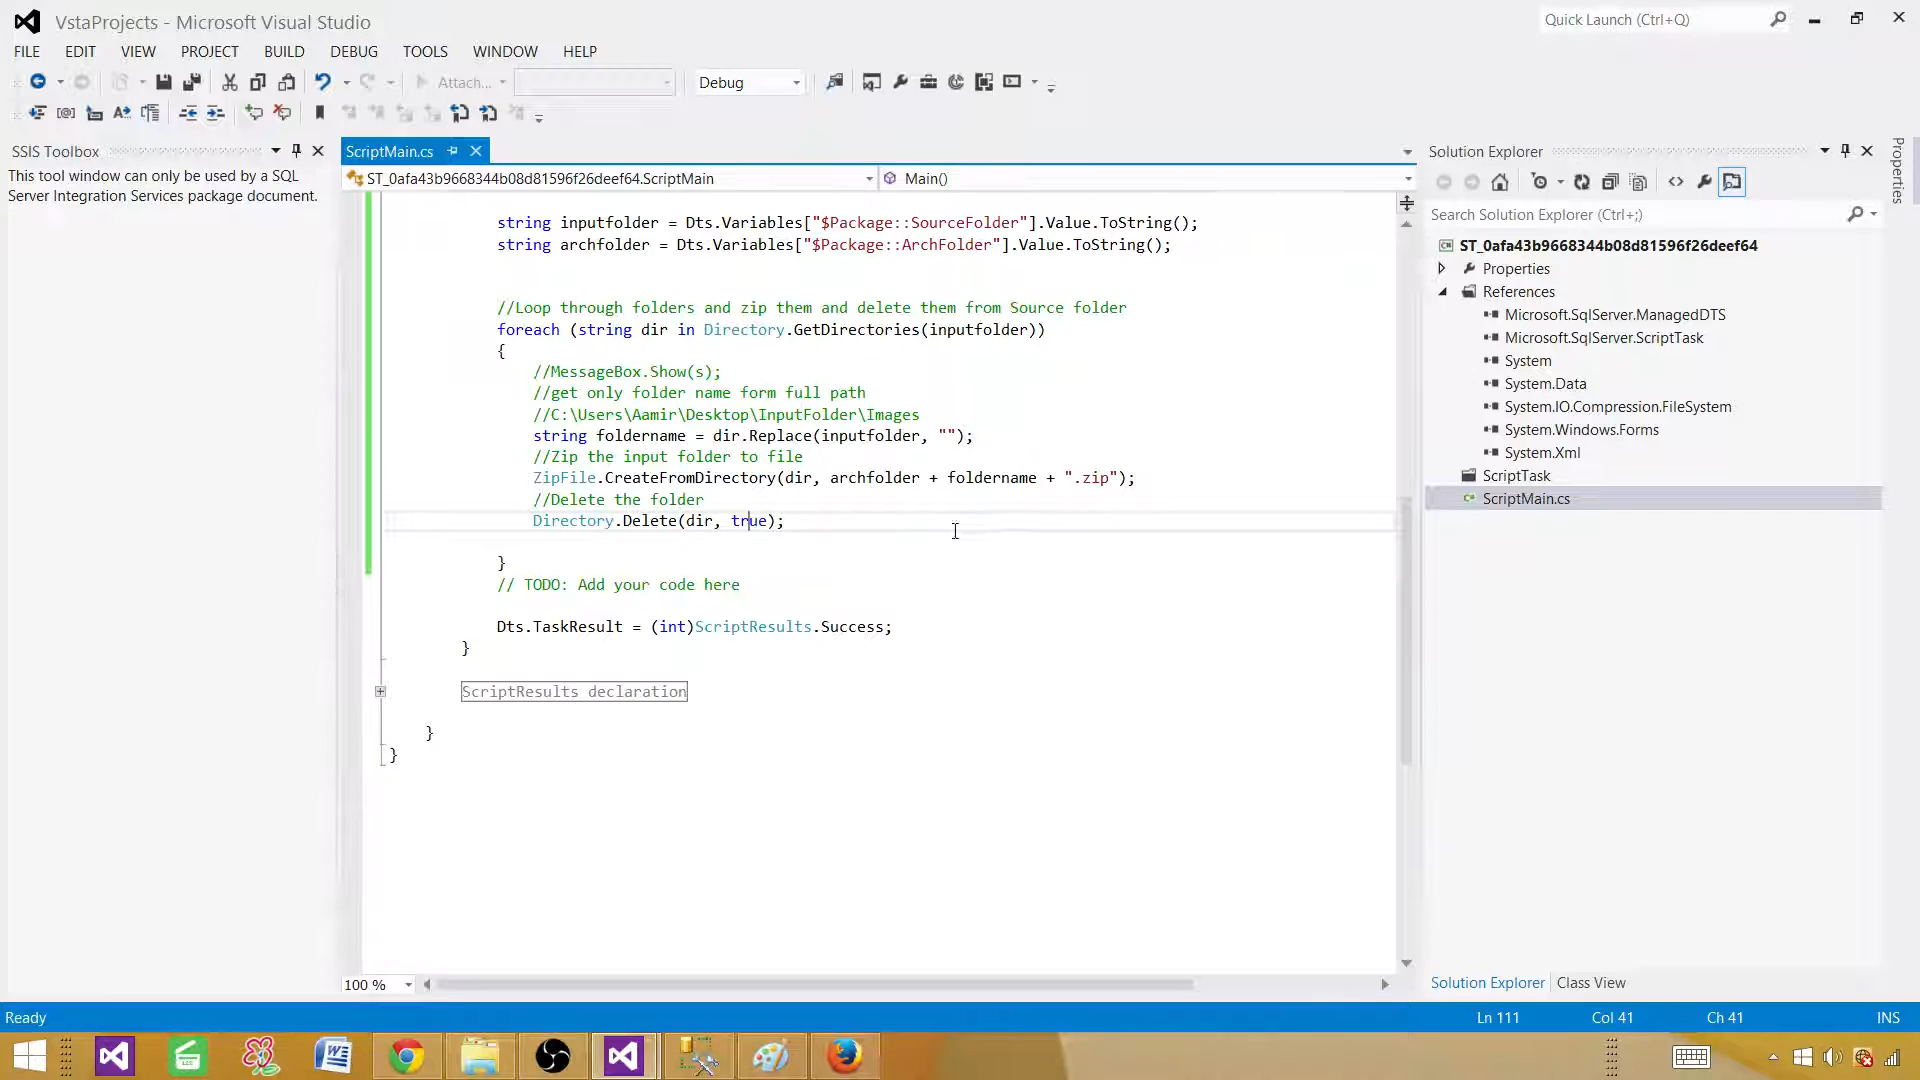 VstaProjects - Microsoft Visual Studio
Quick Launch (Ctrl+Q)
FILE EDIT VIEW PROJECT BUILD DEBUG TOOLS WINDOW HELP
Attach...
Debug
SSIS Toolbox
This tool window can only be used by a SQL
Server Integration Services package document.
ScriptMain.cs
ST_0afa43b9668344b08d81596f26deef64.ScriptMain
Main()
string inputfolder = Dts.Variables["$Package::SourceFolder"].Value.ToString();
string archfolder = Dts.Variables["$Package::ArchFolder"].Value.ToString();
//Loop through folders and zip them and delete them from Source folder
foreach (string dir in Directory.GetDirectories(inputfolder))
{
//MessageBox.Show(s);
//get only folder name form full path
//C:\Users\Aamir\Desktop\InputFolder\Images
string foldername = dir.Replace(inputfolder, "");
//Zip the input folder to file
ZipFile.CreateFromDirectory(dir, archfolder + foldername + ".zip");
//Delete the folder
Directory.Delete(dir, true);
}
// TODO: Add your code here
Dts.TaskResult = (int)ScriptResults.Success;
}
ScriptResults declaration
}
}
100 %
Solution Explorer
Search Solution Explorer (Ctrl+;)
ST_0afa43b9668344b08d81596f26deef64
Properties
References
Microsoft.SqlServer.ManagedDTS
Microsoft.SqlServer.ScriptTask
System
System.Data
System.IO.Compression.FileSystem
System.Windows.Forms
System.Xml
ScriptTask
ScriptMain.cs
Solution Explorer Class View
Properties
Ready
Ln 111 Col 41 Ch 41 INS